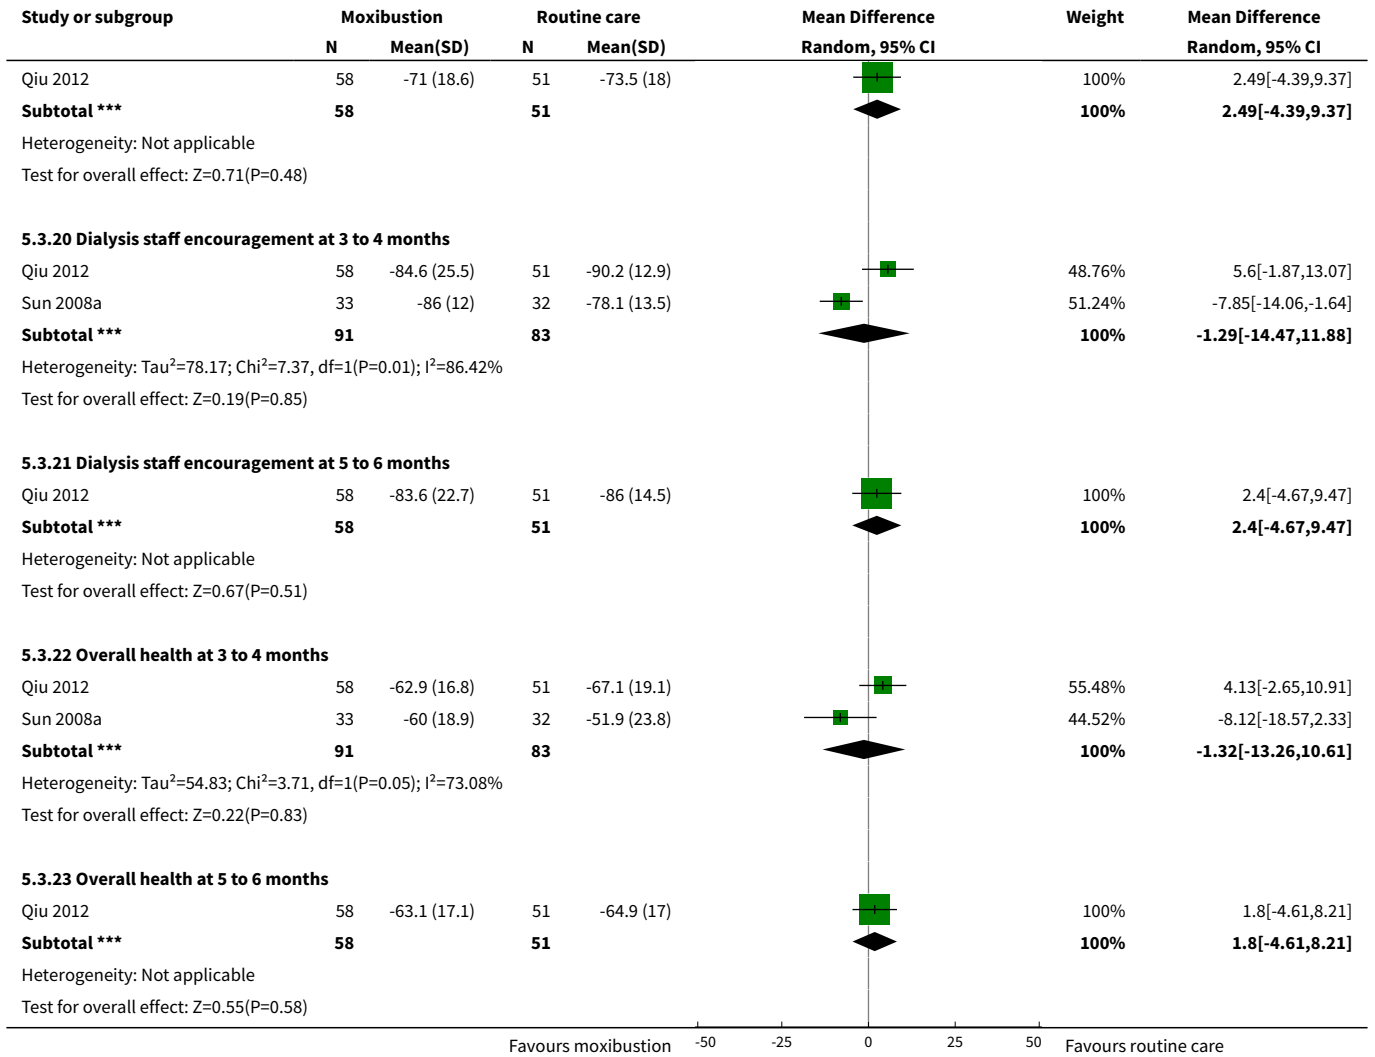 Study or subgroup Moxibustion Routine care Mean Difference Weight Mean Difference
N Mean(SD) N Mean(SD) Random, 95% CI Random, 95% CI
Qiu 2012 58 -71 (18.6) 51 -73.5 (18) 100% 2.49[-4.39,9.37]
Subtotal *** 58 51 100% 2.49[-4.39,9.37]
Heterogeneity: Not applicable
Test for overall effect: Z=0.71(P=0.48)
5.3.20 Dialysis staff encouragement at 3 to 4 months
Qiu 2012 58 -84.6 (25.5) 51 -90.2 (12.9) 48.76% 5.6[-1.87,13.07]
Sun 2008a 33 -86 (12) 32 -78.1 (13.5) 51.24% -7.85[-14.06,-1.64]
Subtotal *** 91 83 100% -1.29[-14.47,11.88]
Heterogeneity: Tau²=78.17; Chi²=7.37, df=1(P=0.01); I²=86.42%
Test for overall effect: Z=0.19(P=0.85)
5.3.21 Dialysis staff encouragement at 5 to 6 months
Qiu 2012 58 -83.6 (22.7) 51 -86 (14.5) 100% 2.4[-4.67,9.47]
Subtotal *** 58 51 100% 2.4[-4.67,9.47]
Heterogeneity: Not applicable
Test for overall effect: Z=0.67(P=0.51)
5.3.22 Overall health at 3 to 4 months
Qiu 2012 58 -62.9 (16.8) 51 -67.1 (19.1) 55.48% 4.13[-2.65,10.91]
Sun 2008a 33 -60 (18.9) 32 -51.9 (23.8) 44.52% -8.12[-18.57,2.33]
Subtotal *** 91 83 100% -1.32[-13.26,10.61]
Heterogeneity: Tau²=54.83; Chi²=3.71, df=1(P=0.05); I²=73.08%
Test for overall effect: Z=0.22(P=0.83)
5.3.23 Overall health at 5 to 6 months
Qiu 2012 58 -63.1 (17.1) 51 -64.9 (17) 100% 1.8[-4.61,8.21]
Subtotal *** 58 51 100% 1.8[-4.61,8.21]
Heterogeneity: Not applicable
Test for overall effect: Z=0.55(P=0.58)
Favours moxibustion -50 -25 0 25 50 Favours routine care